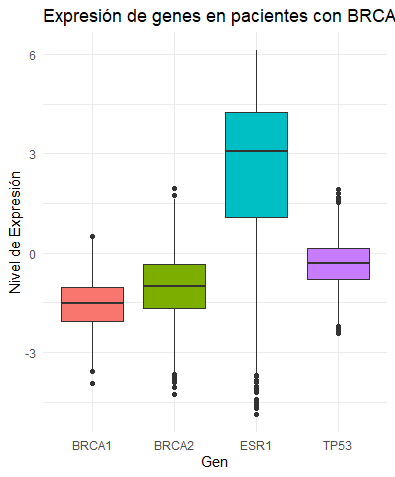 Expresión de genes en pacientes con BRCA
Nivel de Expresión
6
3
0
-3
BRCA1 BRCA2 ESR1 TP53
Gen